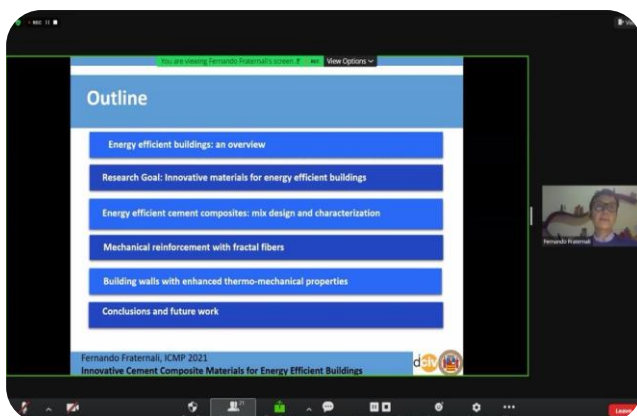 REC
You are viewing Fernando Fraternali's screen
REC
View Options
Outline
Energy efficient buildings: an overview
Research Goal: Innovative materials for energy efficient buildings
Energy efficient cement composites: mix design and characterization
Mechanical reinforcement with fractal fibers
Building walls with enhanced thermo-mechanical properties
Conclusions and future work
Fernando Fraternali
Fernando Fraternali, ICMP 2021
Innovative Cement Composite Materials for Energy Efficient Buildings
dciv
Leave